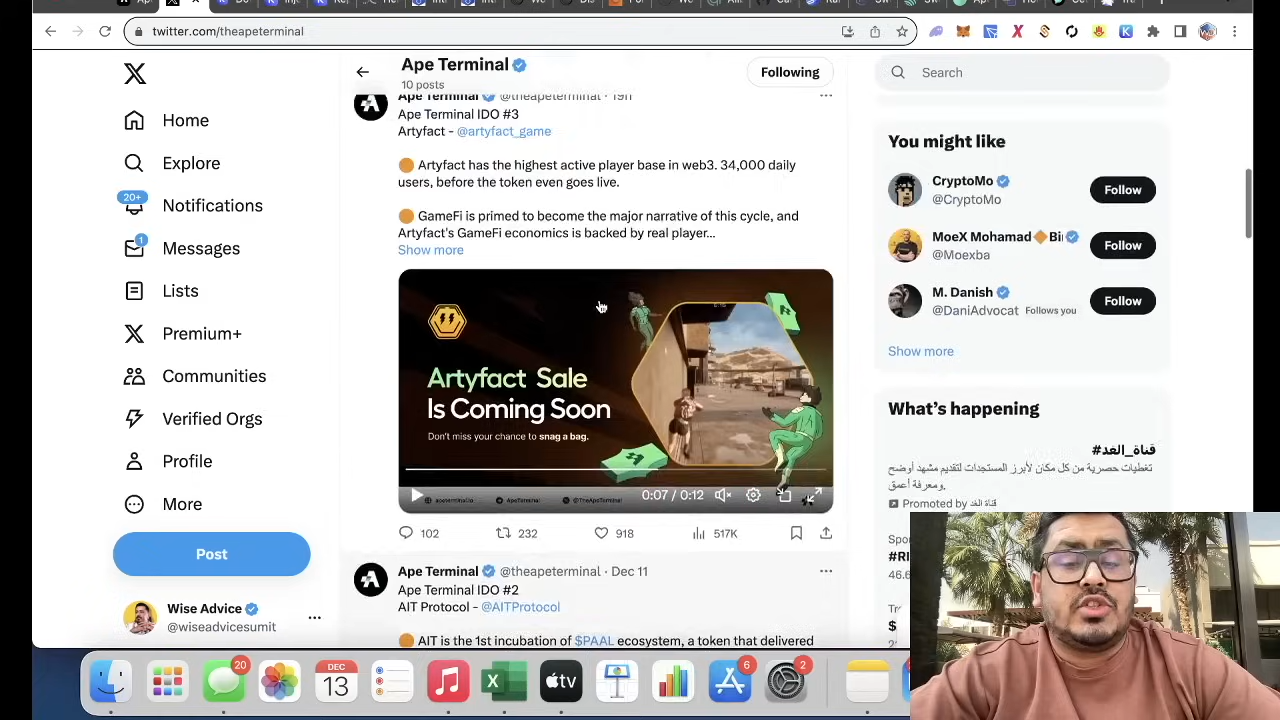 twitter.com/theapeterminal
Ape Terminal
10 posts
Following
Search
Home
Explore
20+
Notifications
1
Messages
Lists
Premium+
Communities
Verified Orgs
Profile
More
Post
Wise Advice
@wiseadvicesumit
Ape Terminal @theapeterminal · 19h
Ape Terminal IDO #3
Artyfact - @artyfact_game
Artyfact has the highest active player base in web3. 34,000 daily
users, before the token even goes live.
GameFi is primed to become the major narrative of this cycle, and
Artyfact's GameFi economics is backed by real player...
Show more
Artyfact Sale
Is Coming Soon
Don't miss your chance to snag a bag.
apeterminal.io
ApeTerminal
@TheApeTerminal
0:07 / 0:12
102
232
918
517K
Ape Terminal @theapeterminal · Dec 11
Ape Terminal IDO #2
AIT Protocol - @AITProtocol
AIT is the 1st incubation of $PAAL ecosystem, a token that delivered
You might like
CryptoMo
@CryptoMo
Follow
MoeX Mohamad
@Moexba
Follow
M. Danish
@DaniAdvocat Follows you
Follow
Show more
What's happening
#قناة_الغد
تغطيات حصرية من كل مكان لأبرز المستجدات لتقديم مشهد أوضح
ومعرفة أعمق.
Promoted by قناة الغد
20
DEC
13
tv
6
2